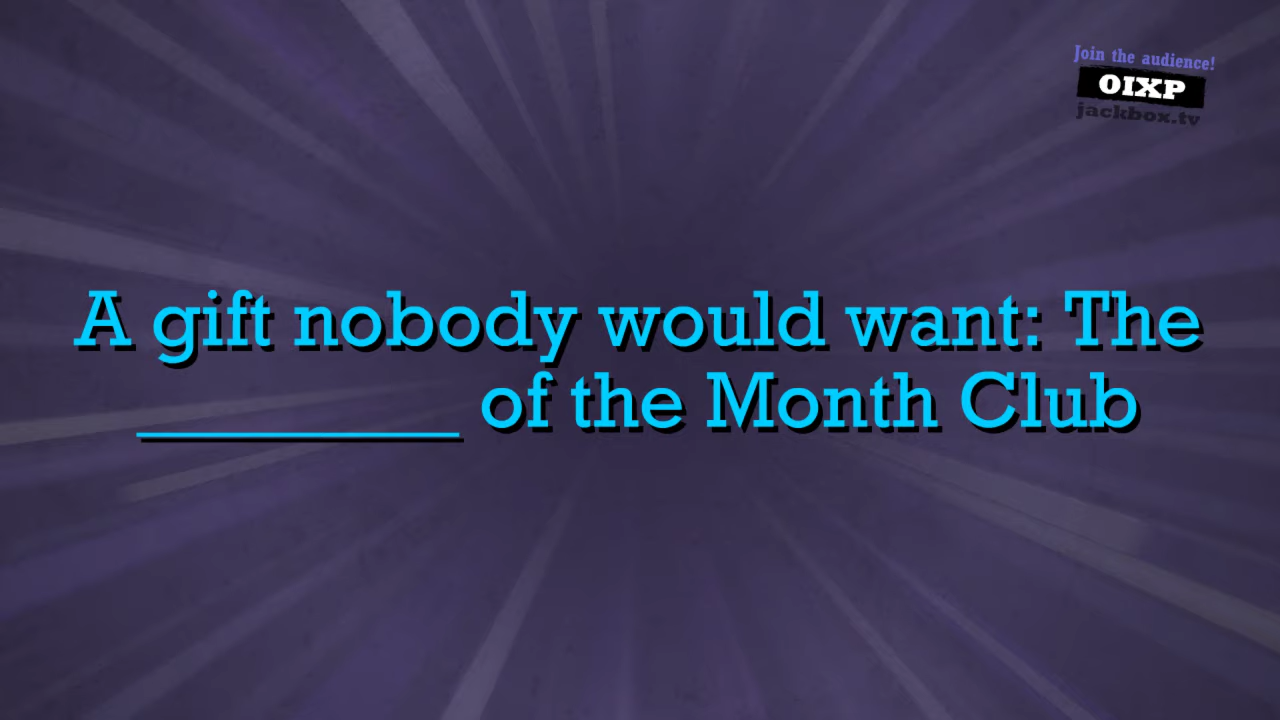 Join the audience!
OIXP
jackbox.tv
A gift nobody would want: The
________ of the Month Club